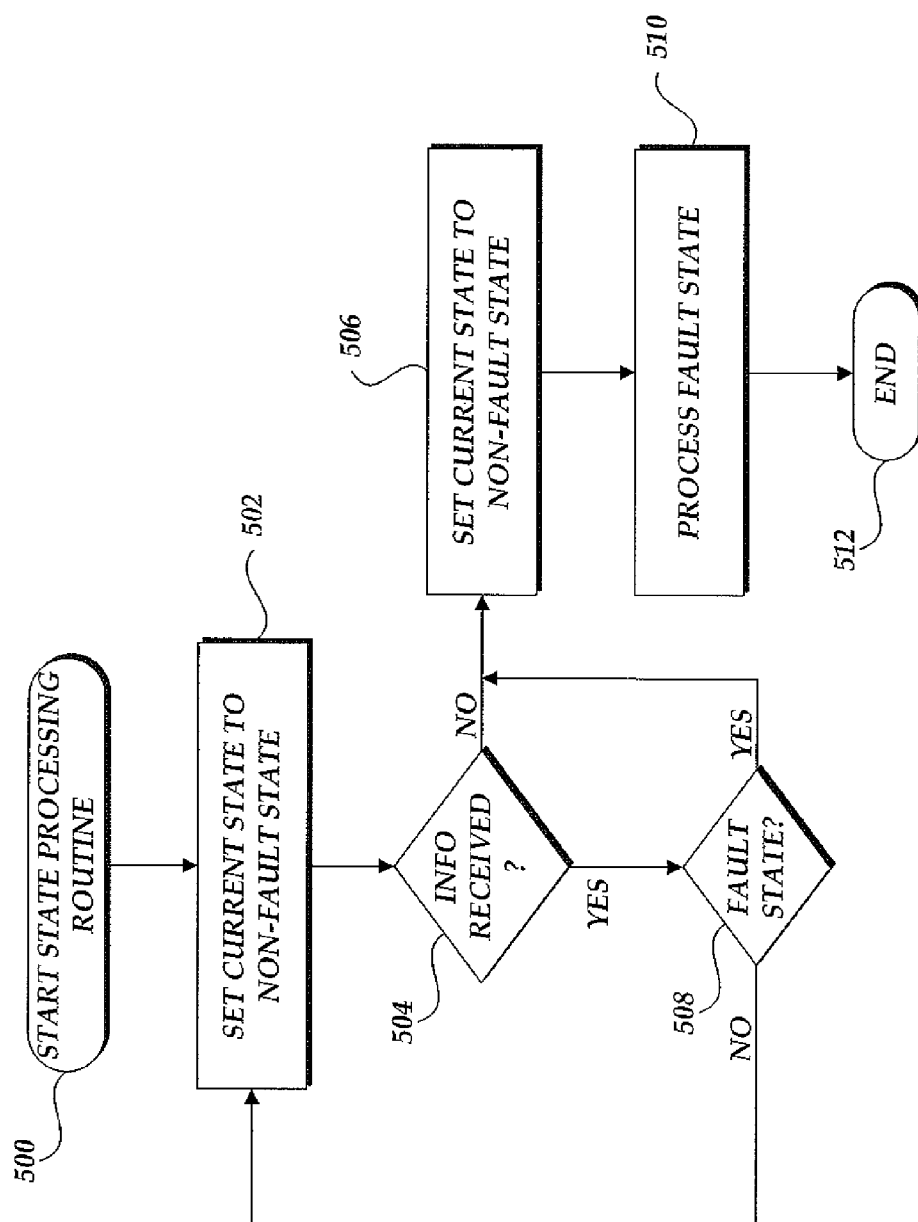 500
START STATE PROCESSING
ROUTINE
502
SET CURRENT STATE TO
NON-FAULT STATE
504
INFO
RECEIVED
?
NO
YES
506
SET CURRENT STATE TO
NON-FAULT STATE
508
FAULT
STATE?
NO
YES
510
PROCESS FAULT STATE
512
END